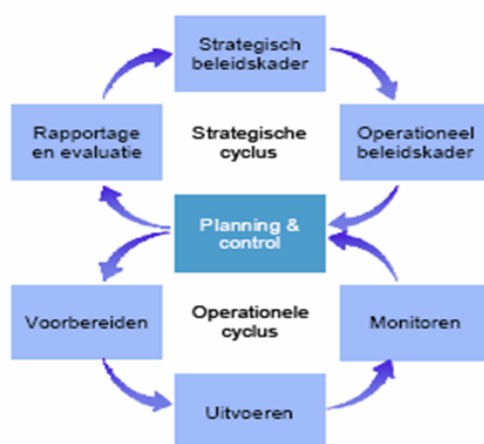 Strategisch
beleidskader
Rapportage
en evaluatie
Strategische
cyclus
Operationeel
beleidskader
Planning &
control
Voorbereiden
Operationele
cyclus
Monitoren
Uitvoeren